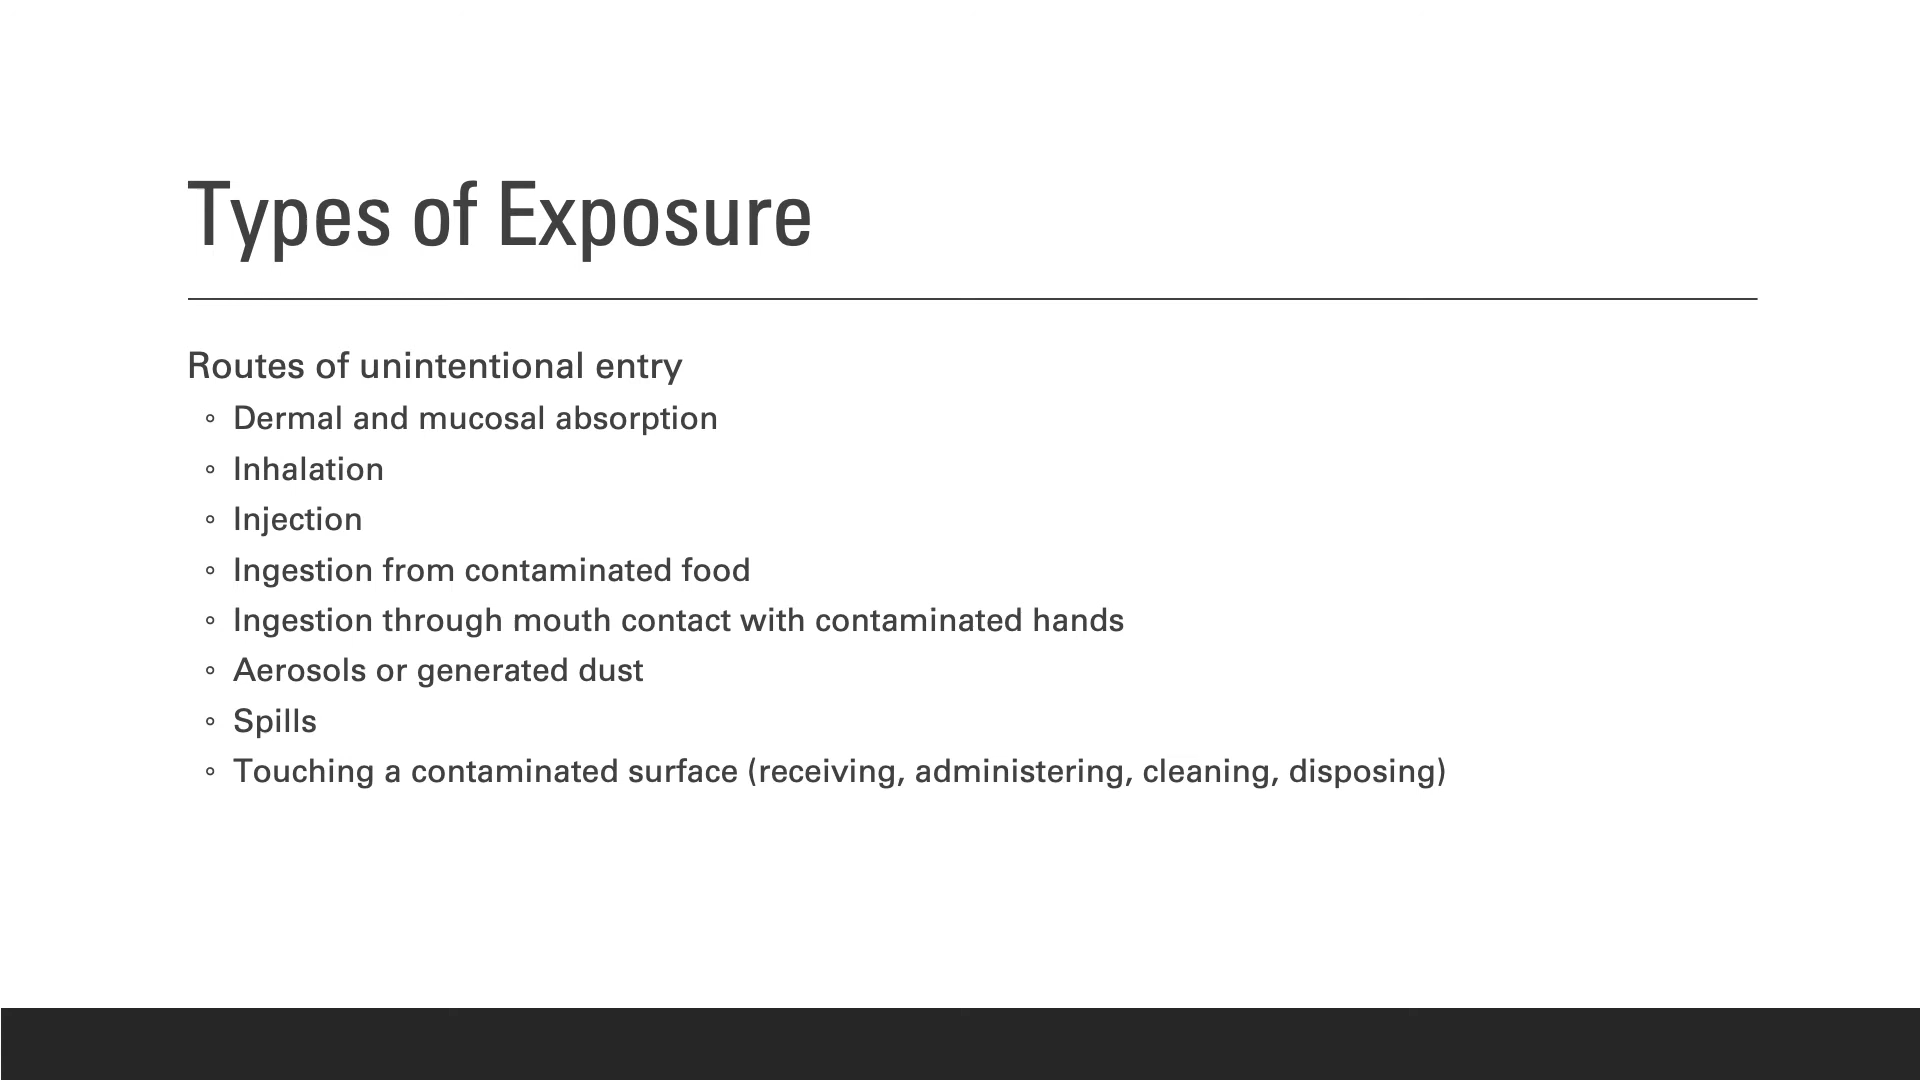 Types of Exposure
Routes of unintentional entry
◦ Dermal and mucosal absorption
◦ Inhalation
◦ Injection
◦ Ingestion from contaminated food
◦ Ingestion through mouth contact with contaminated hands
◦ Aerosols or generated dust
◦ Spills
◦ Touching a contaminated surface (receiving, administering, cleaning, disposing)